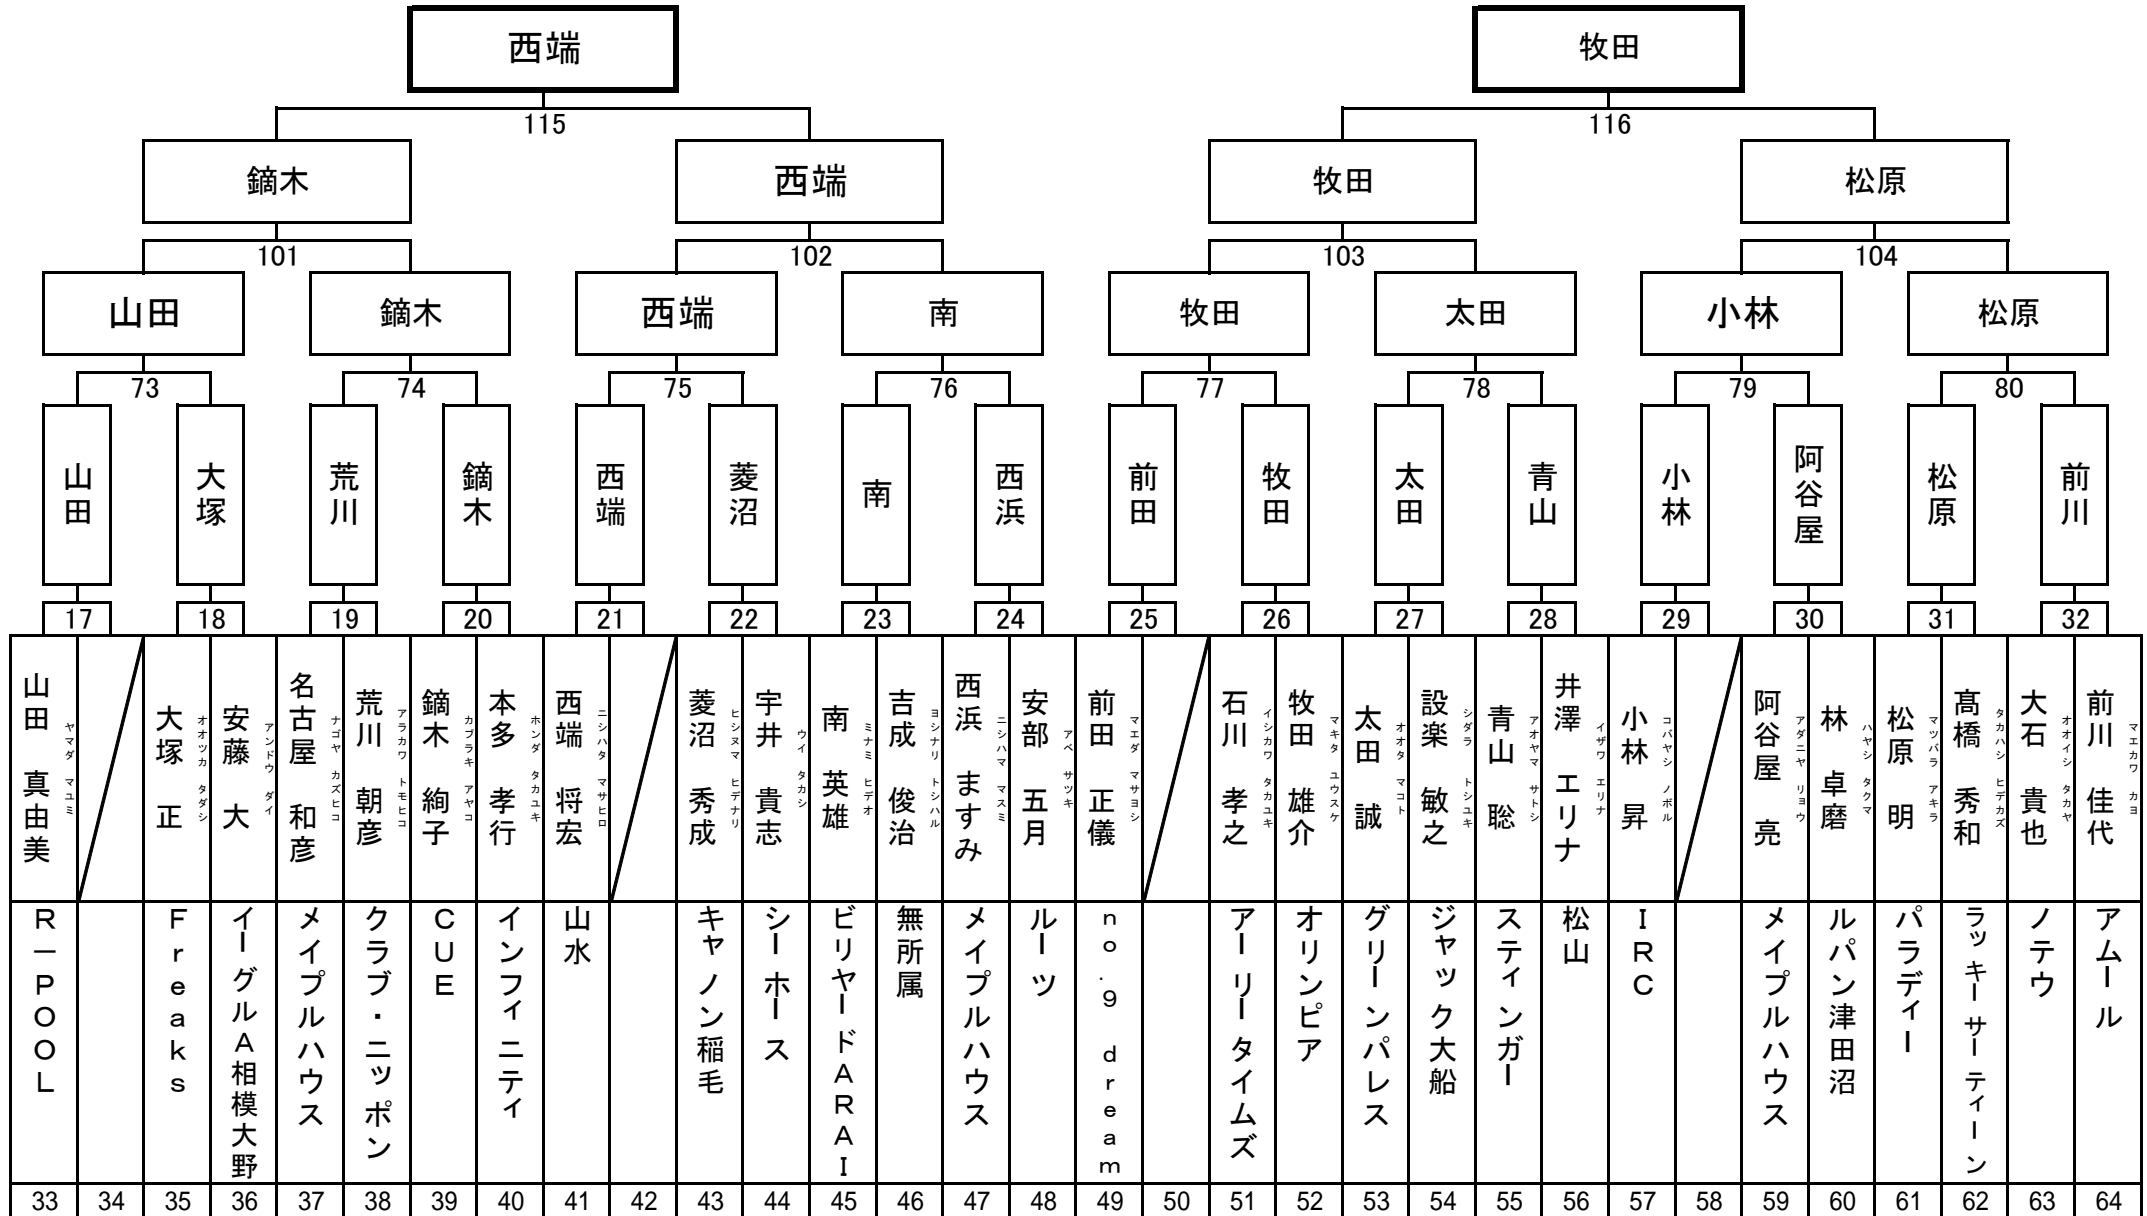 西端
牧田
115
116
鏑木
西端
牧田
松原
101
102
103
104
山田
鏑木
西端
南
牧田
太田
小林
松原
73
74
75
76
77
78
79
80
山田
大塚
荒川
鏑木
西端
菱沼
南
西浜
前田
牧田
太田
青山
小林
阿谷屋
松原
前川
17
18
19
20
21
22
23
24
25
26
27
28
29
30
31
32
山田 真由美
ヤマダ マユミ
大塚 正
オオツカ タダシ
安藤 大
アンドウ ダイ
名古屋 和彦
ナゴヤ カズヒコ
荒川 朝彦
アラカワ トモヒコ
鏑木 絢子
カブラキ アヤコ
本多 孝行
ホンダ タカユキ
西端 将宏
ニシハタ マサヒロ
菱沼 秀成
ヒシヌマ ヒデナリ
宇井 貴志
ウイ タカシ
南 英雄
ミナミ ヒデオ
吉成 俊治
ヨシナリ トシハル
西浜 ますみ
ニシハマ マスミ
安部 五月
アベ サツキ
前田 正儀
マエダ マサヨシ
石川 孝之
イシカワ タカユキ
牧田 雄介
マキタ ユウスケ
太田 誠
オオタ マコト
設楽 敏之
シダラ トシユキ
青山 聡
アオヤマ サトシ
井澤 エリナ
イザワ エリナ
小林 昇
コバヤシ ノボル
阿谷屋 亮
アダニヤ リョウ
林 卓磨
ハヤシ タクマ
松原 明
マツバラ アキラ
髙橋 秀和
タカハシ ヒデカズ
大石 貴也
オオイシ タカヤ
前川 佳代
マエカワ カヨ
R－POOL
Freaks
イーグルA相模大野
メイプルハウス
クラブ・ニッポン
CUE
インフィニティ
山水
キャノン稲毛
シーホース
ビリヤードARAI
無所属
メイプルハウス
ルーツ
no.9 dream
アーリータイムズ
オリンピア
グリーンパレス
ジャック大船
スティンガー
松山
IRC
メイプルハウス
ルパン津田沼
パラディー
ラッキーサーティーン
ノテウ
アムール
33
34
35
36
37
38
39
40
41
42
43
44
45
46
47
48
49
50
51
52
53
54
55
56
57
58
59
60
61
62
63
64